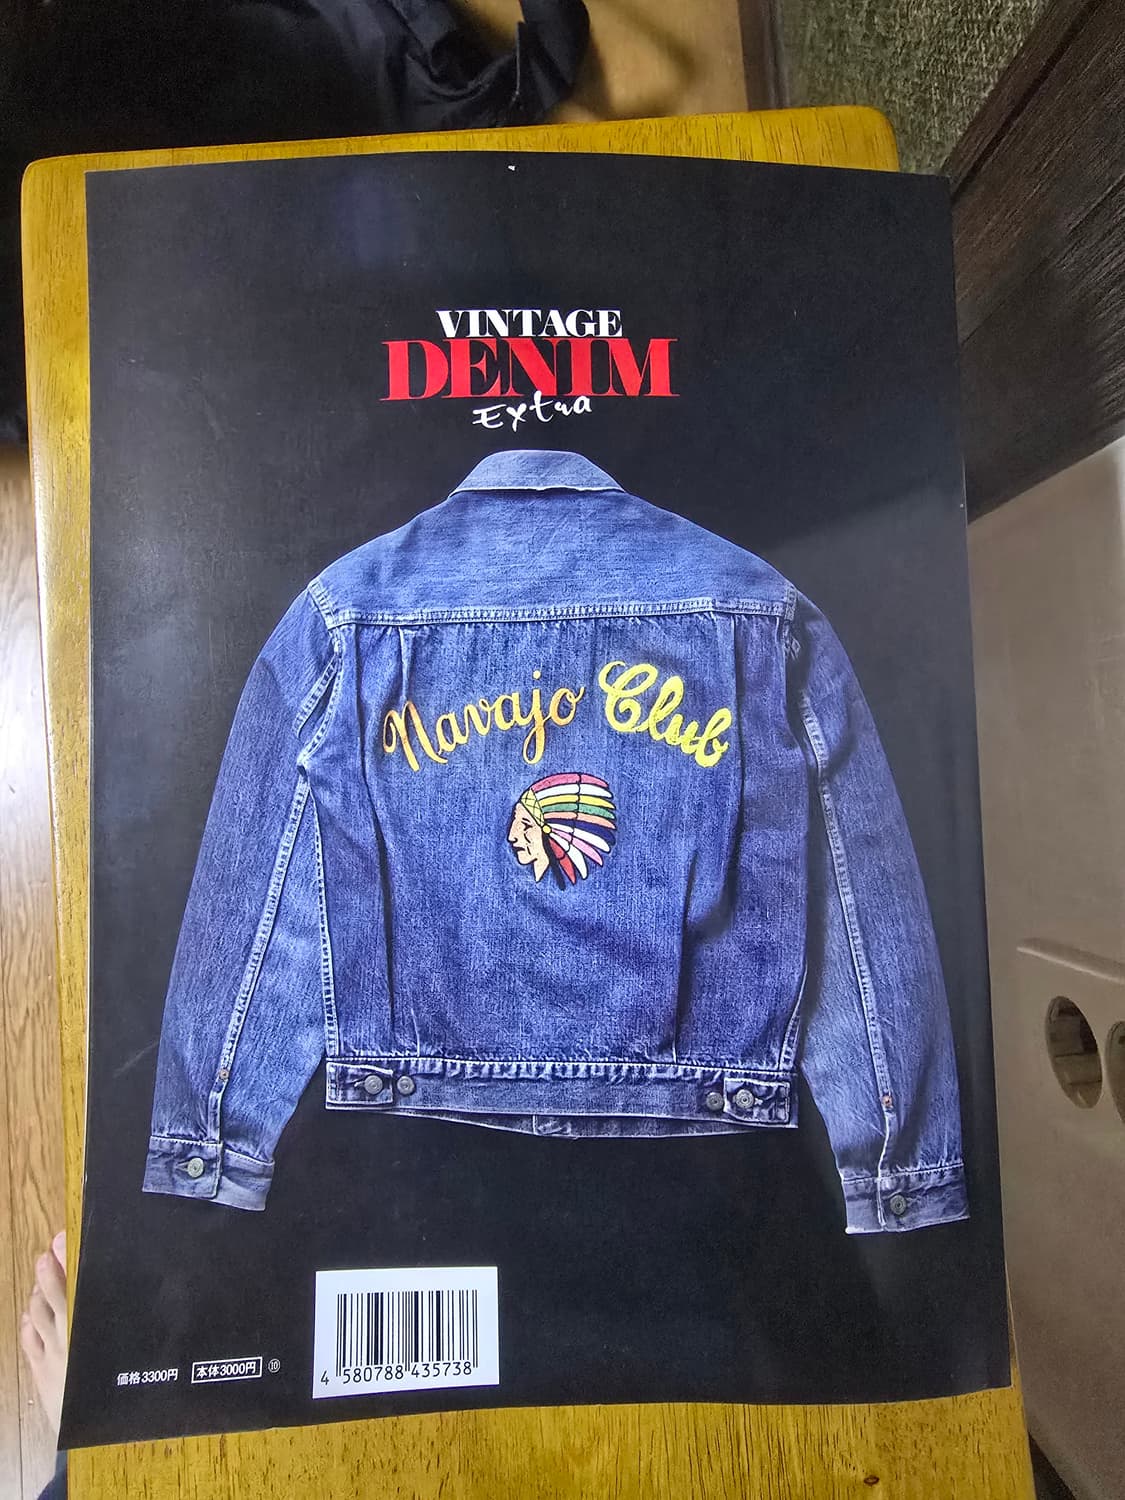 VINTAGE
DENIM
Extra
Navajo Club
価格3300円 本体3000円 ⑩
4 580788 435738